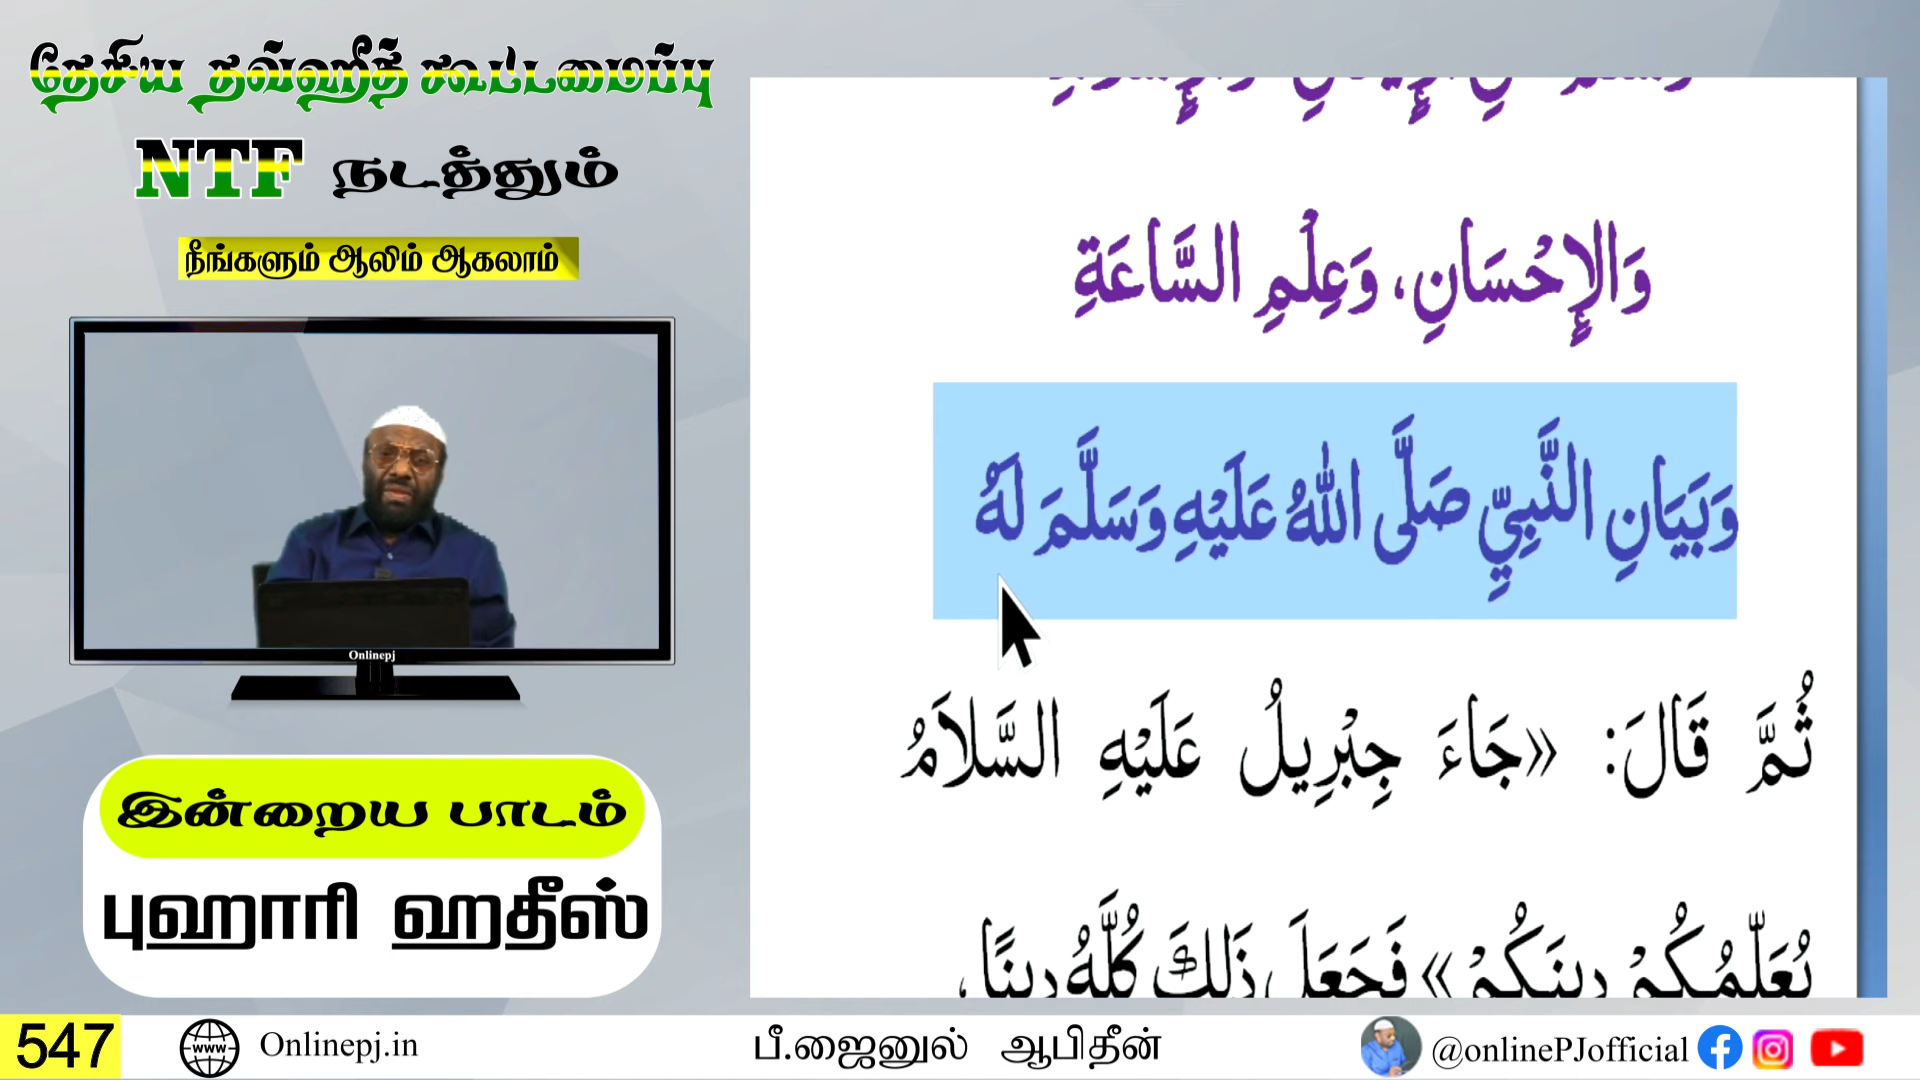 தேசிய தவ்ஹீத் கூட்டமைப்பு
NTF நடத்தும்
நீங்களும் ஆலிம் ஆகலாம்
Onlinepj
இன்றைய பாடம்
புஹாரி ஹதீஸ்
وَالإِحْسَانِ، وَعِلْمِ السَّاعَةِ
وَبَيَانِ النَّبِيِّ صَلَّى اللهُ عَلَيْهِ وَسَلَّمَ لَهُ
ثُمَّ قَالَ: «جَاءَ جِبْرِيلُ عَلَيْهِ السَّلاَمُ
يُعَلِّمُكُمْ دِينَكُمْ» فَجَعَلَ ذَلِكَ كُلَّهُ دِينًا،
547
www
Onlinepj.in
பீ.ஜைனுல் ஆபிதீன்
@onlinePJofficial